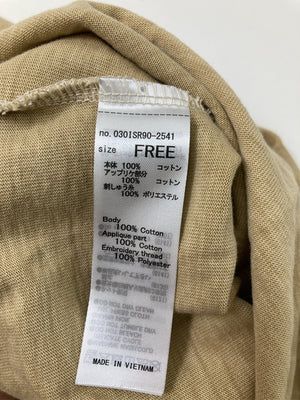 no. 030ISR90-2541
size FREE
本体 100% コットン
アップリケ部分
100% コットン
刺しゅう糸
100% ポリエステル
Body
100% Cotton
Applique part
100% Cotton
Embroidery thread
100% Polyester
MADE IN VIETNAM